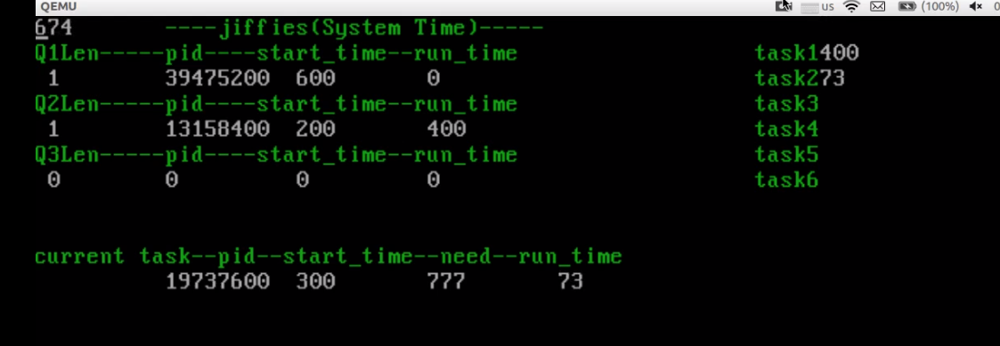 QEMU us (100%) 0
674 ----jiffies(System Time)-----
Q1Len-----pid----start_time--run_time task1400
1 39475200 600 0 task273
Q2Len-----pid----start_time--run_time task3
1 13158400 200 400 task4
Q3Len-----pid----start_time--run_time task5
0 0 0 0 task6
current task--pid--start_time--need--run_time
19737600 300 777 73